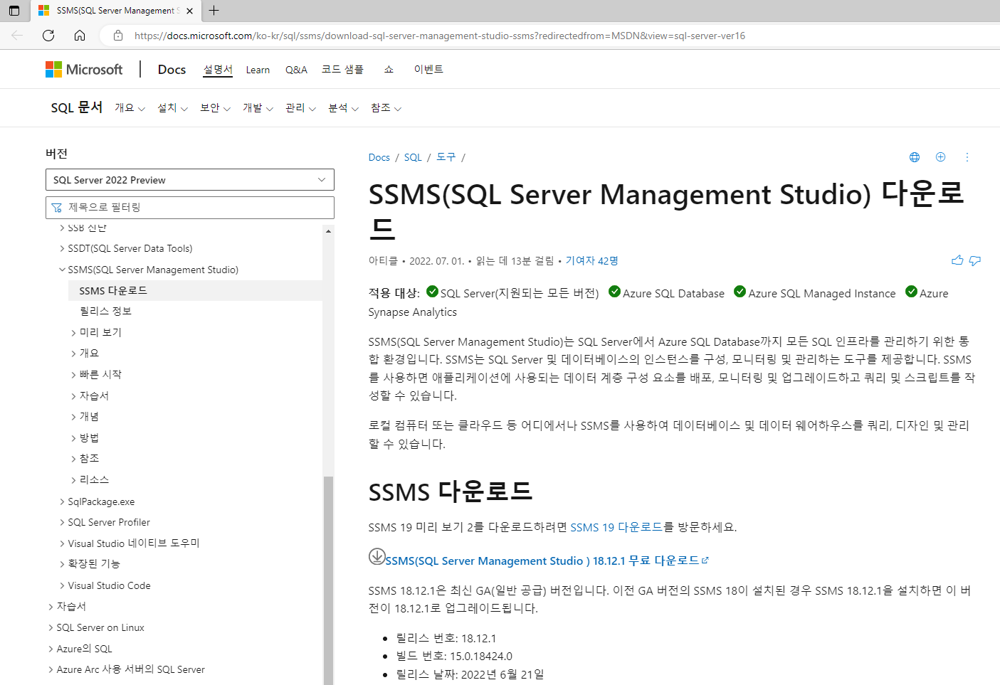 SSMS(SQL Server Management S
https://docs.microsoft.com/ko-kr/sql/ssms/download-sql-server-management-studio-ssms?redirectedfrom=MSDN&view=sql-server-ver16
Microsoft Docs 설명서 Learn Q&A 코드 샘플 쇼 이벤트
SQL 문서 개요 설치 보안 개발 관리 분석 참조
버전
SQL Server 2022 Preview
제목으로 필터링
SSB 진단
SSDT(SQL Server Data Tools)
SSMS(SQL Server Management Studio)
SSMS 다운로드
릴리스 정보
미리 보기
개요
빠른 시작
자습서
개념
방법
참조
리소스
SqlPackage.exe
SQL Server Profiler
Visual Studio 네이티브 도우미
확장된 기능
Visual Studio Code
자습서
SQL Server on Linux
Azure의 SQL
Azure Arc 사용 서버의 SQL Server
Docs / SQL / 도구 /
SSMS(SQL Server Management Studio) 다운로
드
아티클 • 2022. 07. 01. • 읽는 데 13분 걸림 • 기여자 42명
적용 대상: SQL Server(지원되는 모든 버전) Azure SQL Database Azure SQL Managed Instance Azure
Synapse Analytics
SSMS(SQL Server Management Studio)는 SQL Server에서 Azure SQL Database까지 모든 SQL 인프라를 관리하기 위한 통
합 환경입니다. SSMS는 SQL Server 및 데이터베이스의 인스턴스를 구성, 모니터링 및 관리하는 도구를 제공합니다. SSMS
를 사용하면 애플리케이션에 사용되는 데이터 계층 구성 요소를 배포, 모니터링 및 업그레이드하고 쿼리 및 스크립트를 작
성할 수 있습니다.
로컬 컴퓨터 또는 클라우드 등 어디에서나 SSMS를 사용하여 데이터베이스 및 데이터 웨어하우스를 쿼리, 디자인 및 관리
할 수 있습니다.
SSMS 다운로드
SSMS 19 미리 보기 2를 다운로드하려면 SSMS 19 다운로드를 방문하세요.
SSMS(SQL Server Management Studio ) 18.12.1 무료 다운로드
SSMS 18.12.1은 최신 GA(일반 공급) 버전입니다. 이전 GA 버전의 SSMS 18이 설치된 경우 SSMS 18.12.1을 설치하면 이 버
전이 18.12.1로 업그레이드됩니다.
• 릴리스 번호: 18.12.1
• 빌드 번호: 15.0.18424.0
• 릴리스 날짜: 2022년 6월 21일